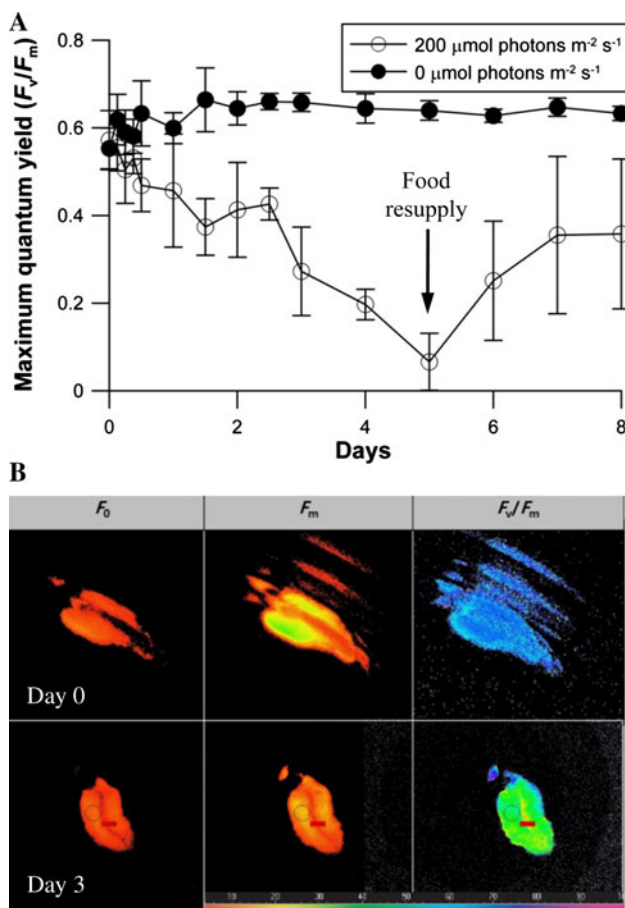 A
0.8
0.6
0.4
0.2
0
Maximum quantum yield (Fv/Fm)
200 μmol photons m⁻² s⁻¹
0 μmol photons m⁻² s⁻¹
Food
resupply
0 2 4 6 8
Days
B
F0 Fm Fv/Fm
Day 0
Day 3
10 20 30 40 50 60 70 80 90